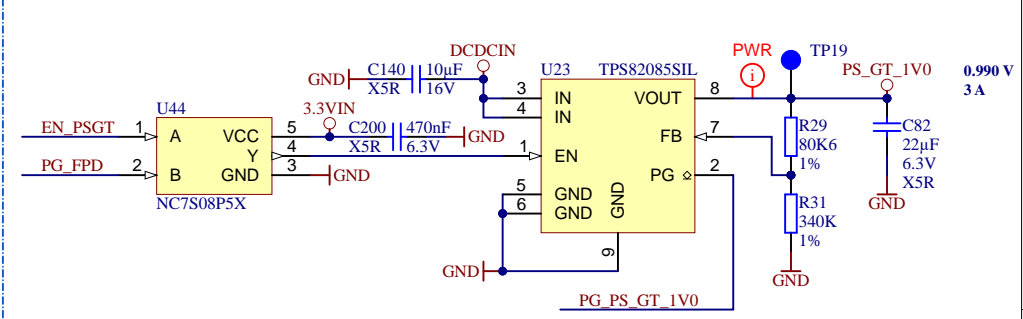 PWR
TP19
DCDCIN
PS_GT_1V0
0.990 V
3 A
GND
C140
10µF
X5R
16V
U23
TPS82085SIL
3
IN
4
IN
VOUT
8
U44
3.3VIN
EN_PSGT
1
A
VCC
5
C200
470nF
GND
X5R
6.3V
FB
7
R29
80K6
1%
C82
22µF
6.3V
X5R
GND
Y
4
1
EN
PG_FPD
2
B
GND
3
GND
PG
2
NC7S08P5X
5
GND
6
GND
GND
R31
340K
1%
9
GND
GND
PG_PS_GT_1V0
i